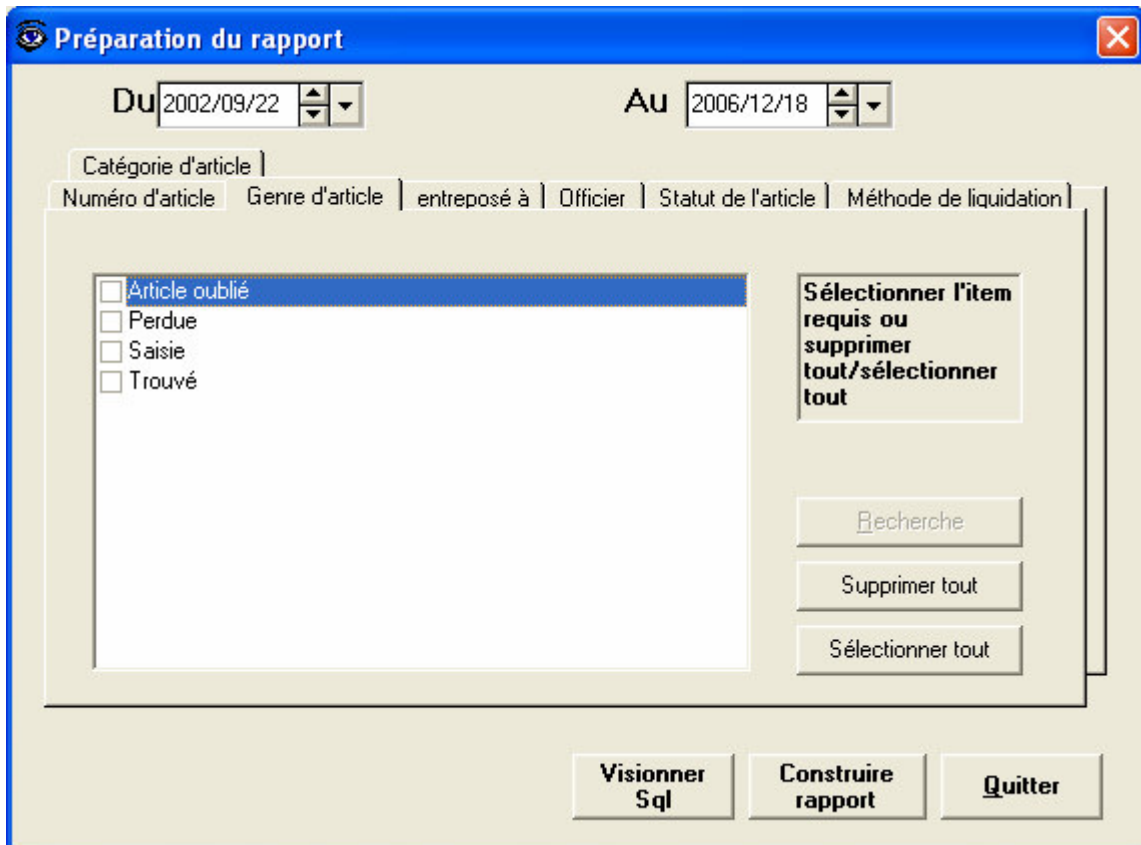 Préparation du rapport
Du 2002/09/22 Au 2006/12/18
Catégorie d'article
Numéro d'article Genre d'article entreposé à Officier Statut de l'article Méthode de liquidation
Article oublié
Perdue
Saisie
Trouvé
Sélectionner l'item
requis ou
supprimer
tout/sélectionner
tout
Recherche
Supprimer tout
Sélectionner tout
Visionner
Sql
Construire
rapport
Quitter